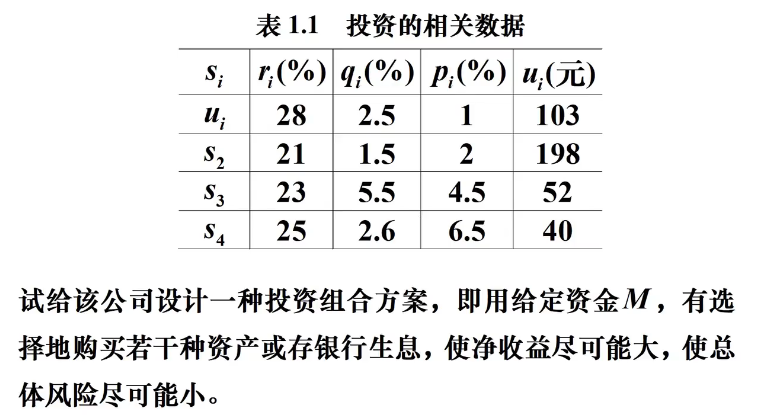 表 1.1 投资的相关数据
s_i r_i(%) q_i(%) p_i(%) u_i(元)
u_i 28 2.5 1 103
s_2 21 1.5 2 198
s_3 23 5.5 4.5 52
s_4 25 2.6 6.5 40
试给该公司设计一种投资组合方案，即用给定资金M，有选
择地购买若干种资产或存银行生息，使净收益尽可能大，使总
体风险尽可能小。